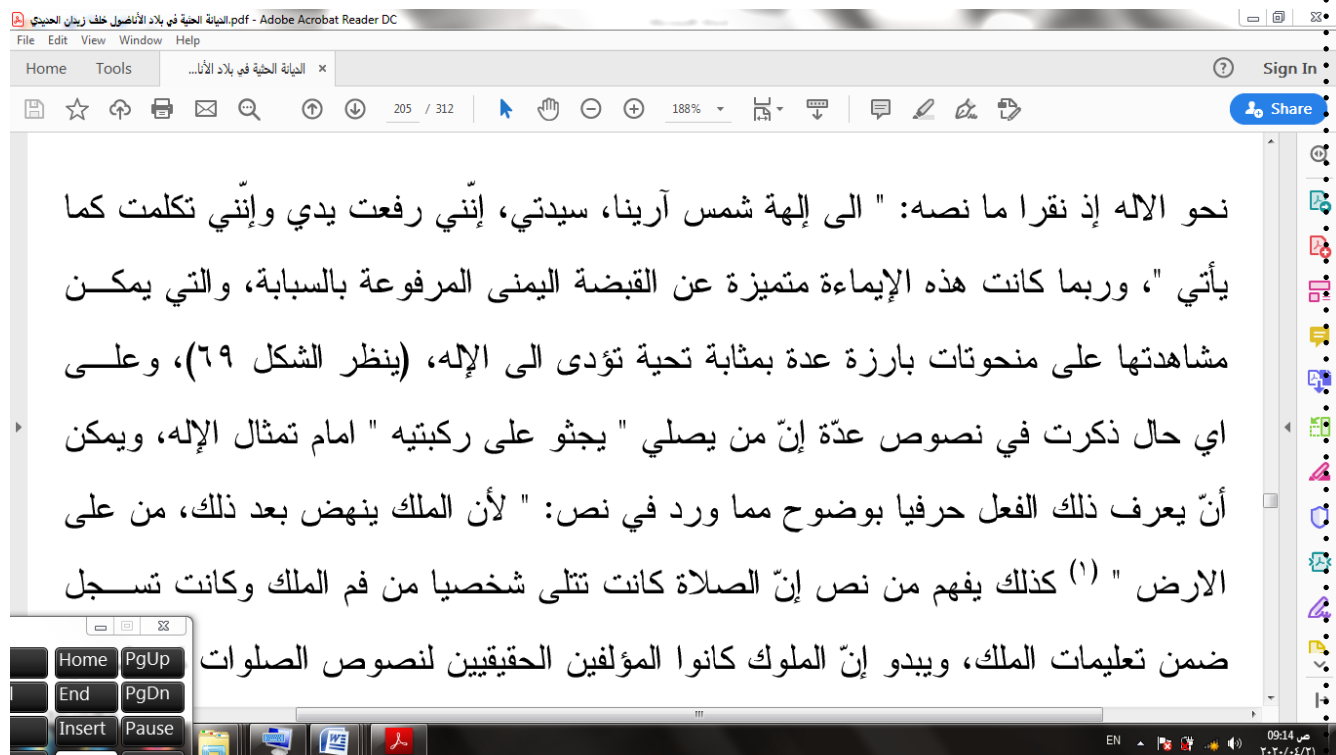 الديانة الحثية في بلاد الأناضول خلف زيدان الحديدي.pdf - Adobe Acrobat Reader DC
File Edit View Window Help
Home Tools الديانة الحثية في بلاد الأنا... × Sign In
205 / 312 188% Share
نحو الاله إذ نقرا ما نصه: " الى إلهة شمس آرينا، سيدتي، إنّني رفعت يدي وإنّني تكلمت كما
يأتي "، وربما كانت هذه الإيماءة متميزة عن القبضة اليمنى المرفوعة بالسبابة، والتي يمكــن
مشاهدتها على منحوتات بارزة عدة بمثابة تحية تؤدى الى الإله، (ينظر الشكل ٦٩)، وعلــى
اي حال ذكرت في نصوص عدّة إنّ من يصلي " يجثو على ركبتيه " امام تمثال الإله، ويمكن
أنّ يعرف ذلك الفعل حرفيا بوضوح مما ورد في نص: " لأن الملك ينهض بعد ذلك، من على
الارض " (١) كذلك يفهم من نص إنّ الصلاة كانت تتلى شخصيا من فم الملك وكانت تســجل
ضمن تعليمات الملك، ويبدو إنّ الملوك كانوا المؤلفين الحقيقيين لنصوص الصلوات
Home PgUp
End PgDn
Insert Pause
EN 09:14 ص
٢٠٢٠/٠٤/٢١